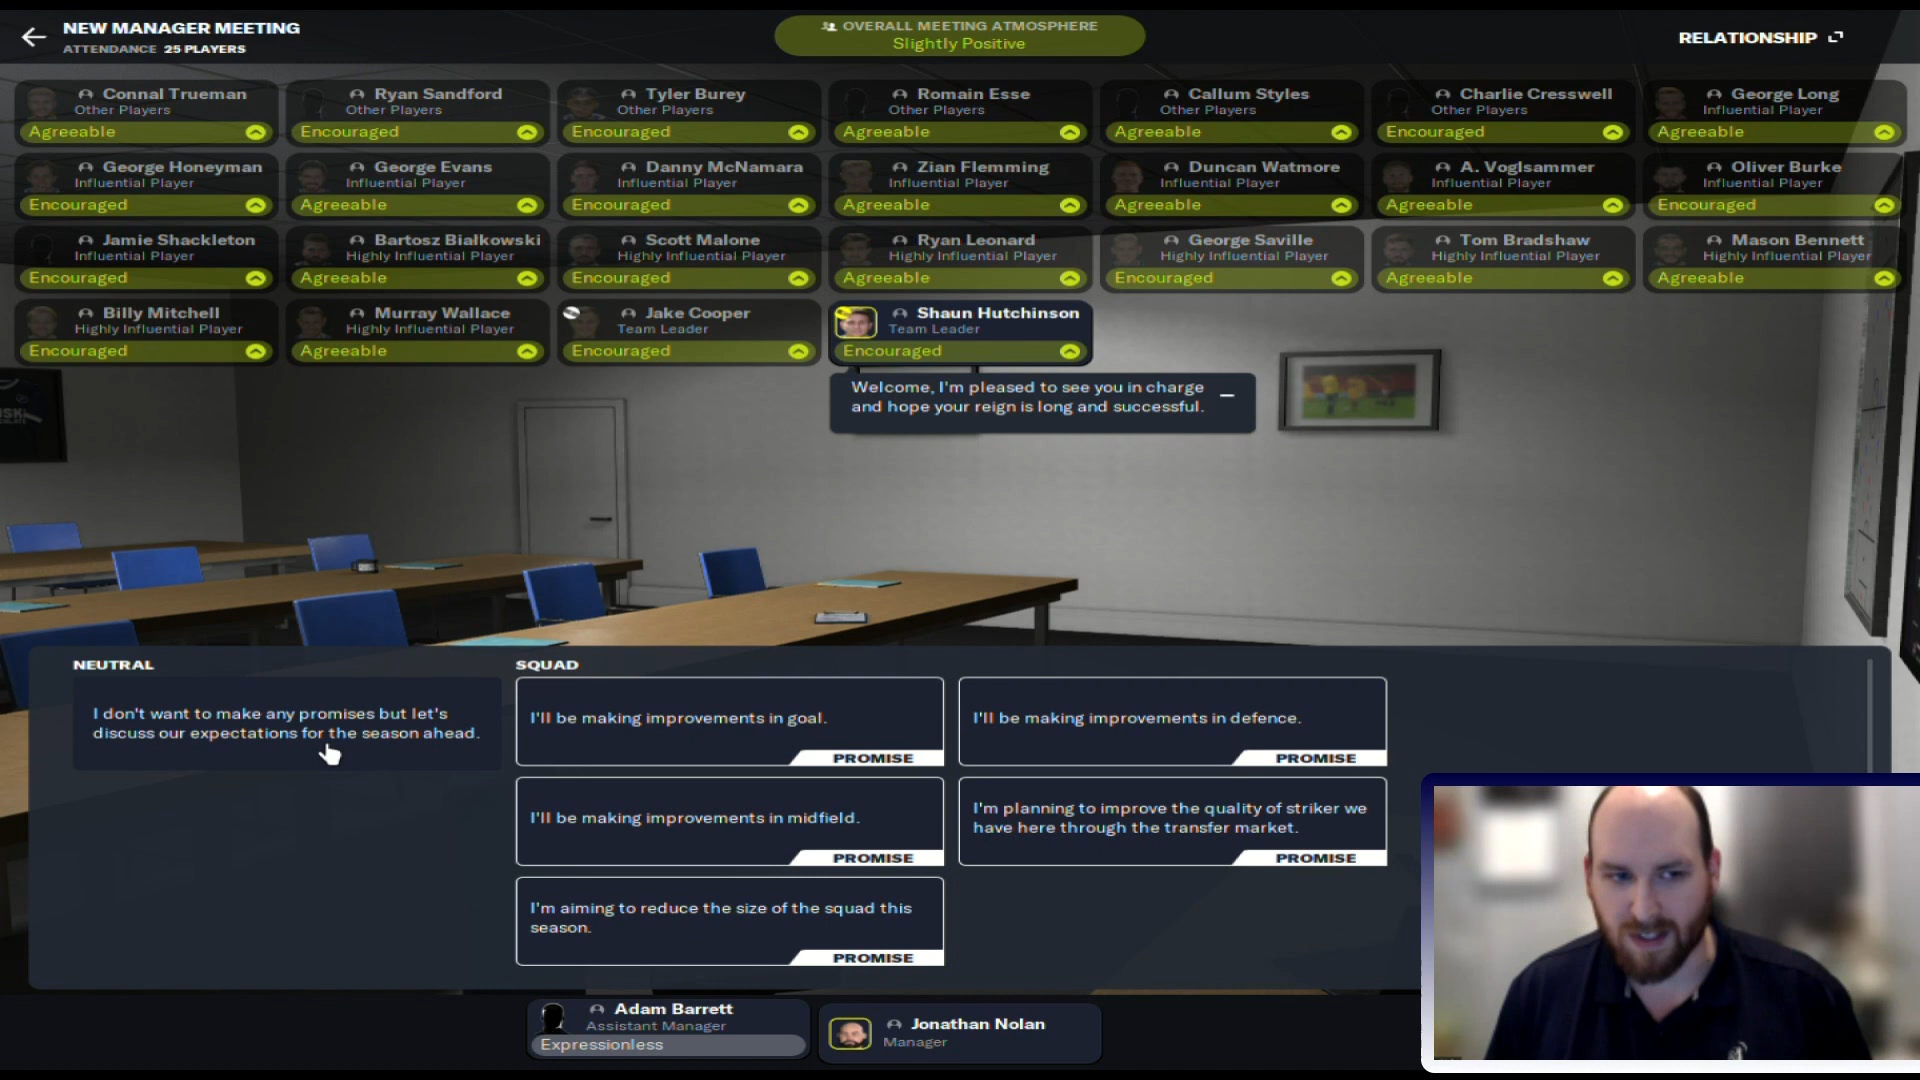 NEW MANAGER MEETING
ATTENDANCE 25 PLAYERS
OVERALL MEETING ATMOSPHERE
Slightly Positive
RELATIONSHIP
Connal Trueman
Other Players
Agreeable
Ryan Sandford
Other Players
Encouraged
Tyler Burey
Other Players
Encouraged
Romain Esse
Other Players
Agreeable
Callum Styles
Other Players
Agreeable
Charlie Cresswell
Other Players
Encouraged
George Long
Influential Player
Agreeable
George Honeyman
Influential Player
Encouraged
George Evans
Influential Player
Agreeable
Danny McNamara
Influential Player
Encouraged
Zian Flemming
Influential Player
Agreeable
Duncan Watmore
Influential Player
Agreeable
A. Voglsammer
Influential Player
Agreeable
Oliver Burke
Influential Player
Encouraged
Jamie Shackleton
Influential Player
Encouraged
Bartosz Bialkowski
Highly Influential Player
Agreeable
Scott Malone
Highly Influential Player
Encouraged
Ryan Leonard
Highly Influential Player
Agreeable
George Saville
Highly Influential Player
Encouraged
Tom Bradshaw
Highly Influential Player
Agreeable
Mason Bennett
Highly Influential Player
Agreeable
Billy Mitchell
Highly Influential Player
Encouraged
Murray Wallace
Highly Influential Player
Agreeable
Jake Cooper
Team Leader
Encouraged
Shaun Hutchinson
Team Leader
Encouraged
Welcome, I'm pleased to see you in charge
and hope your reign is long and successful.
NEUTRAL
I don't want to make any promises but let's
discuss our expectations for the season ahead.
SQUAD
I'll be making improvements in goal.
PROMISE
I'll be making improvements in defence.
PROMISE
I'll be making improvements in midfield.
PROMISE
I'm planning to improve the quality of striker we
have here through the transfer market.
PROMISE
I'm aiming to reduce the size of the squad this
season.
PROMISE
Adam Barrett
Assistant Manager
Expressionless
Jonathan Nolan
Manager